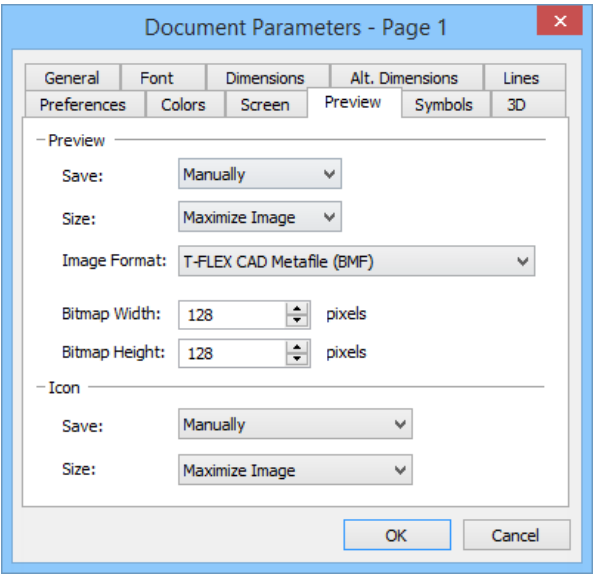 Document Parameters - Page 1
General Font Dimensions Alt. Dimensions Lines
Preferences Colors Screen Preview Symbols 3D
Preview
Save: Manually
Size: Maximize Image
Image Format: T-FLEX CAD Metafile (BMF)
Bitmap Width: 128 pixels
Bitmap Height: 128 pixels
Icon
Save: Manually
Size: Maximize Image
OK Cancel